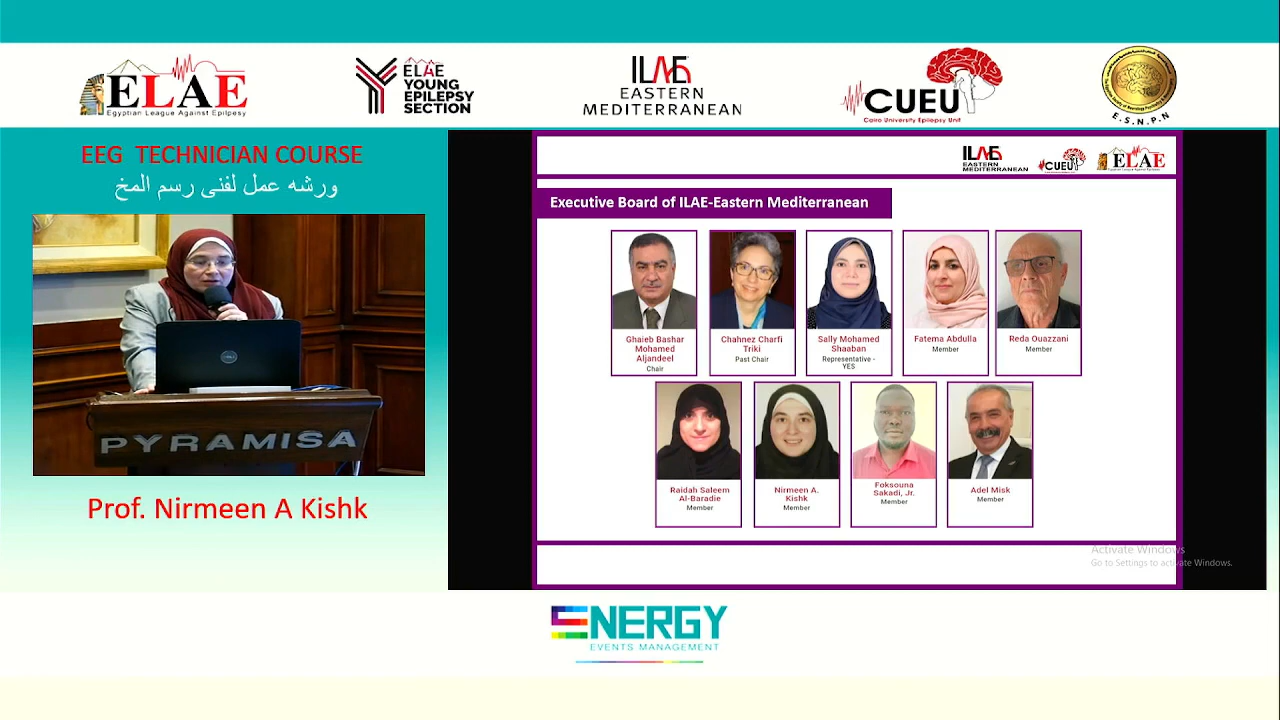 ELAE
Egyptian League Against Epilepsy
ELAE
YOUNG
EPILEPSY
SECTION
ILAE
EASTERN
MEDITERRANEAN
CUEU
Cairo University Epilepsy Unit
E.S.N.P.N
EEG TECHNICIAN COURSE
ورشه عمل لفنى رسم المخ
DELL
PYRAMISA
Prof. Nirmeen A Kishk
ILAE
EASTERN
MEDITERRANEAN
CUEU
ELAE
Executive Board of ILAE-Eastern Mediterranean
Ghaieb Bashar
Mohamed
Aljandeel
Chair
Chahnez Charfi
Triki
Past Chair
Sally Mohamed
Shaaban
Representative -
YES
Fatema Abdulla
Member
Reda Ouazzani
Member
Raidah Saleem
Al-Baradie
Member
Nirmeen A.
Kishk
Member
Foksouna
Sakadi, Jr.
Member
Adel Misk
Member
Activate Windows
Go to Settings to activate Windows.
ENERGY
EVENTS MANAGEMENT